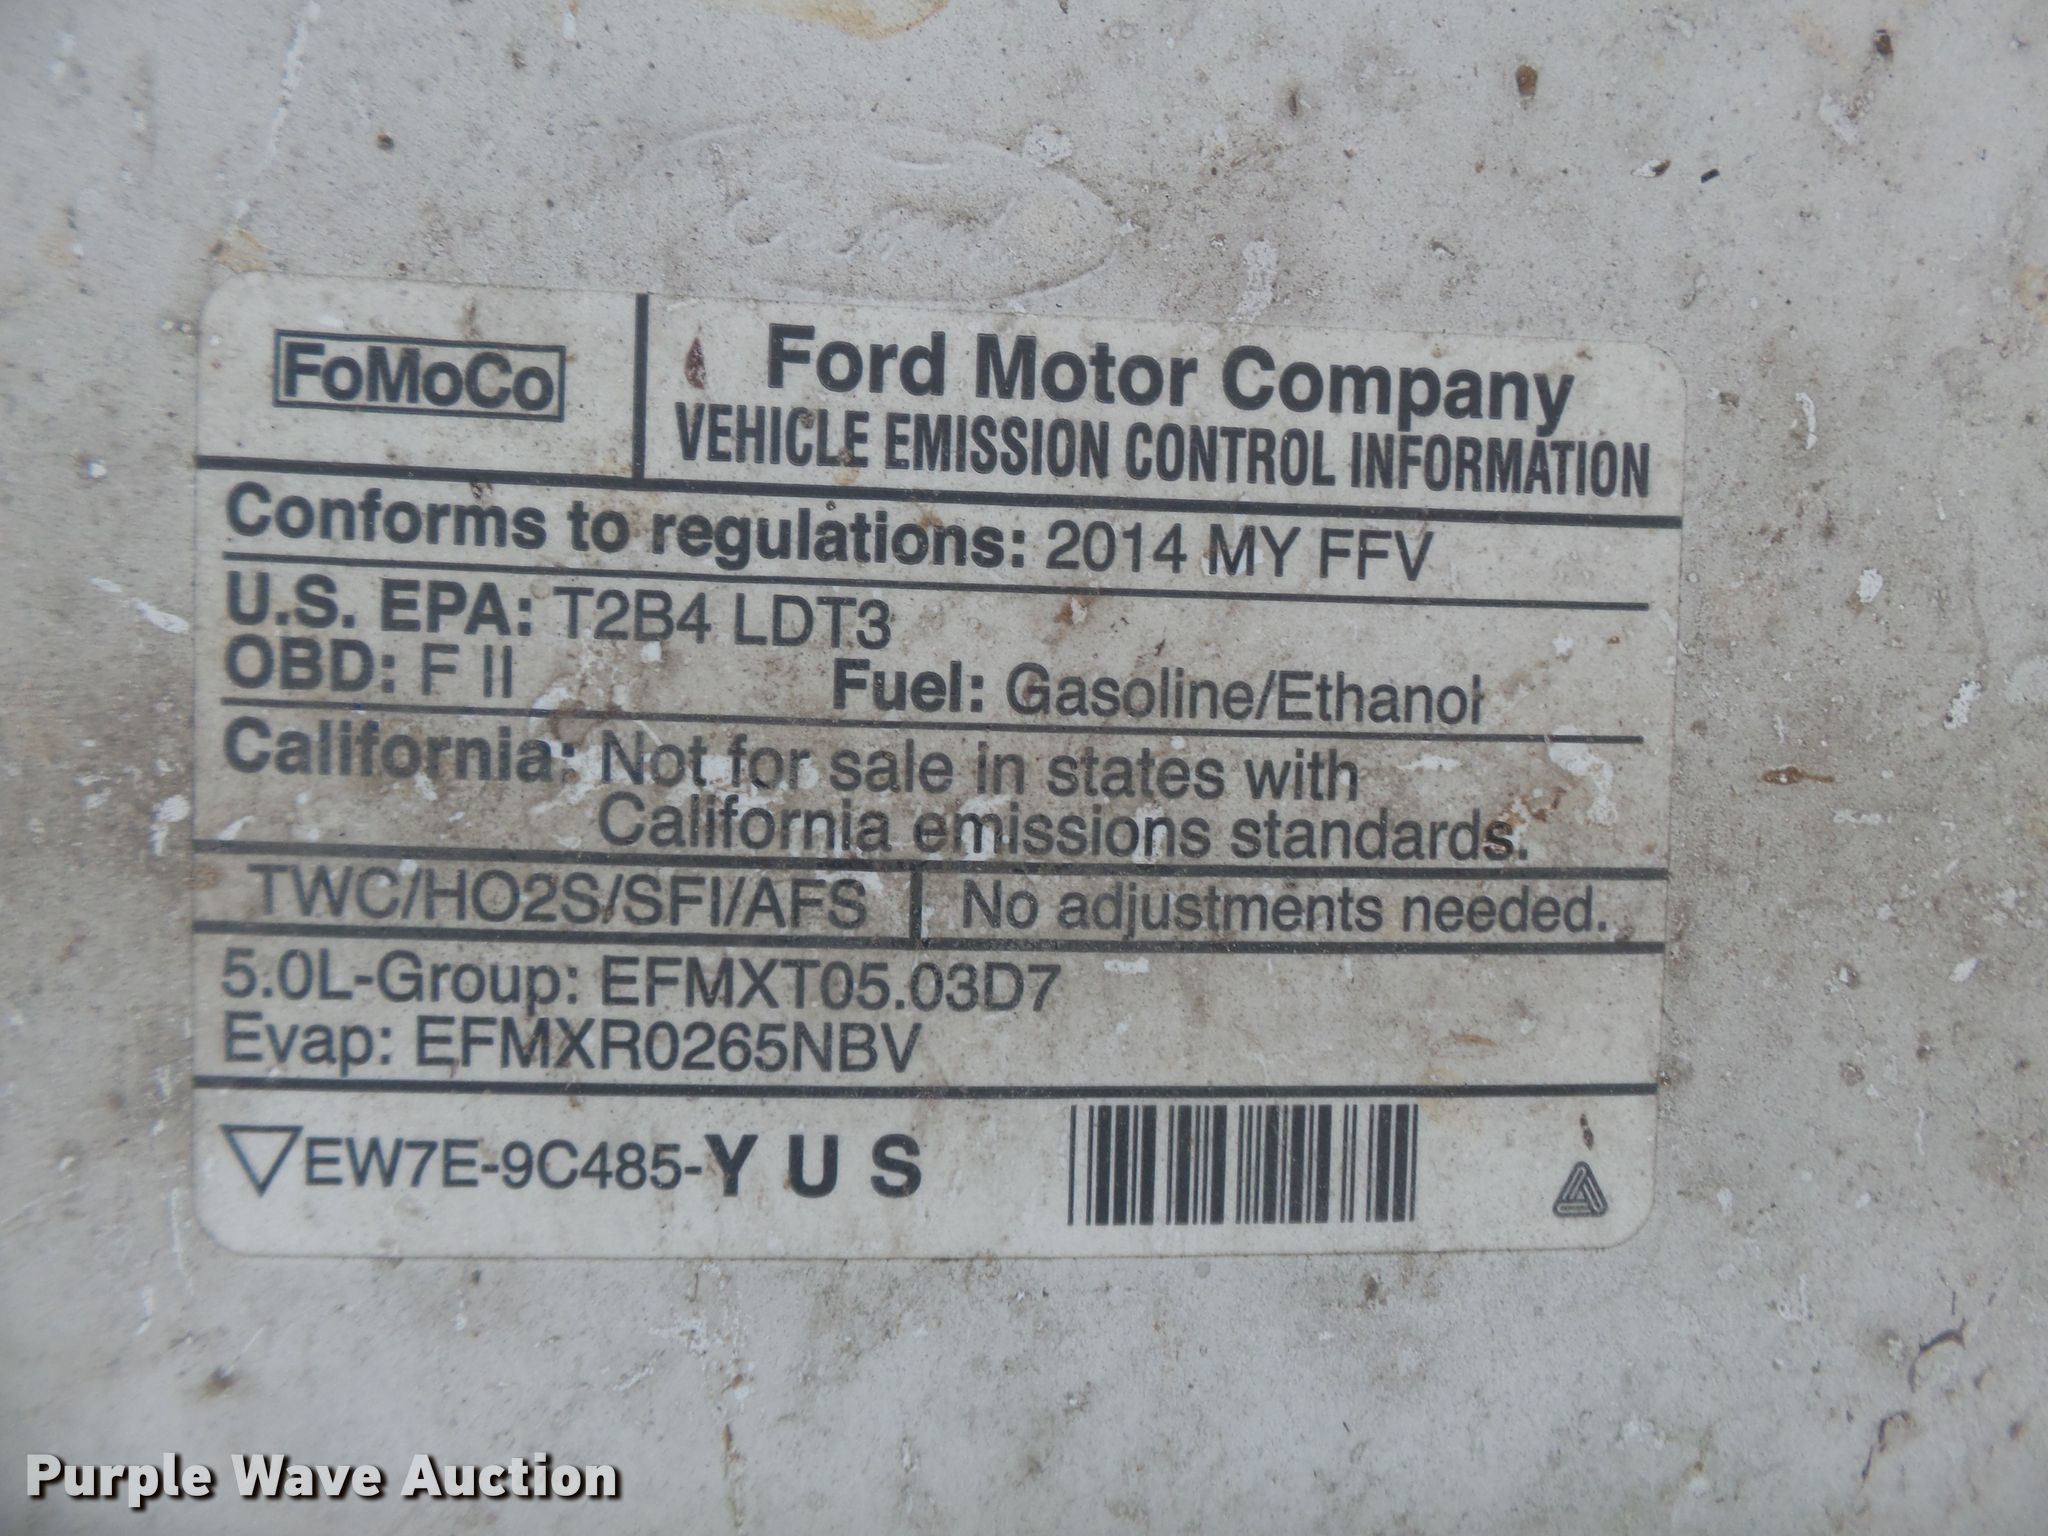 FoMoCo
Ford Motor Company
VEHICLE EMISSION CONTROL INFORMATION
Conforms to regulations: 2014 MY FFV
U.S. EPA: T2B4 LDT3
OBD: F II Fuel: Gasoline/Ethanol
California: Not for sale in states with
California emissions standards.
TWC/HO2S/SFI/AFS No adjustments needed.
5.0L-Group: EFMXT05.03D7
Evap: EFMXR0265NBV
EW7E-9C485-Y U S
Purple Wave Auction